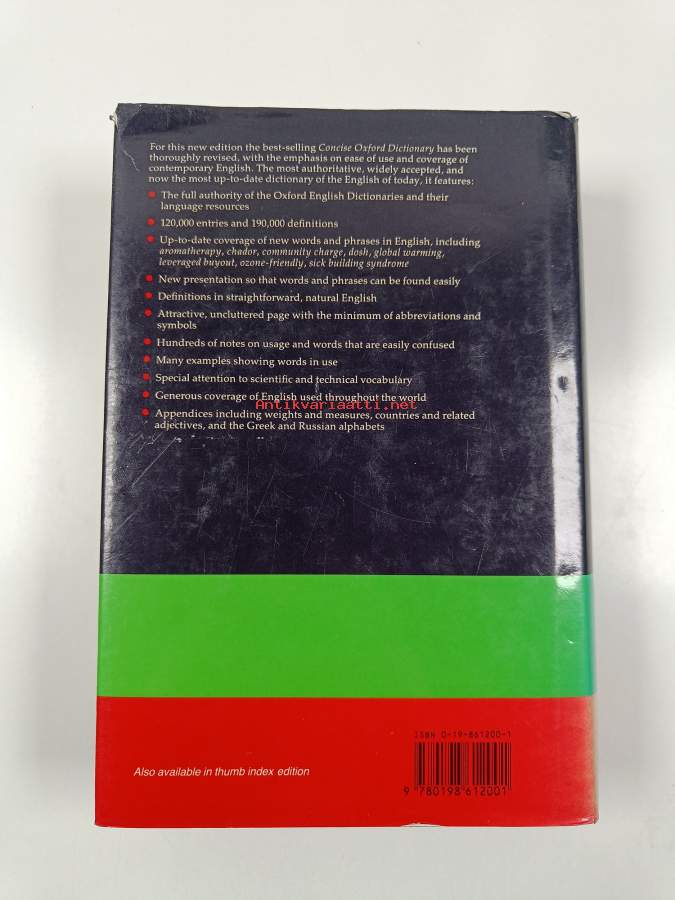 For this new edition the best-selling Concise Oxford Dictionary has been
thoroughly revised, with the emphasis on ease of use and coverage of
contemporary English. The most authoritative, widely accepted, and
now the most up-to-date dictionary of the English of today, it features:
• The full authority of the Oxford English Dictionaries and their
language resources
• 120,000 entries and 190,000 definitions
• Up-to-date coverage of new words and phrases in English, including
aromatherapy, chador, community charge, dosh, global warming,
leveraged buyout, ozone-friendly, sick building syndrome
• New presentation so that words and phrases can be found easily
• Definitions in straightforward, natural English
• Attractive, uncluttered page with the minimum of abbreviations and
symbols
• Hundreds of notes on usage and words that are easily confused
• Many examples showing words in use
• Special attention to scientific and technical vocabulary
• Generous coverage of English used throughout the world
Antikvariaatti.net
• Appendices including weights and measures, countries and related
adjectives, and the Greek and Russian alphabets
ISBN 0-19-861200-1
Also available in thumb index edition
9 780198 612001